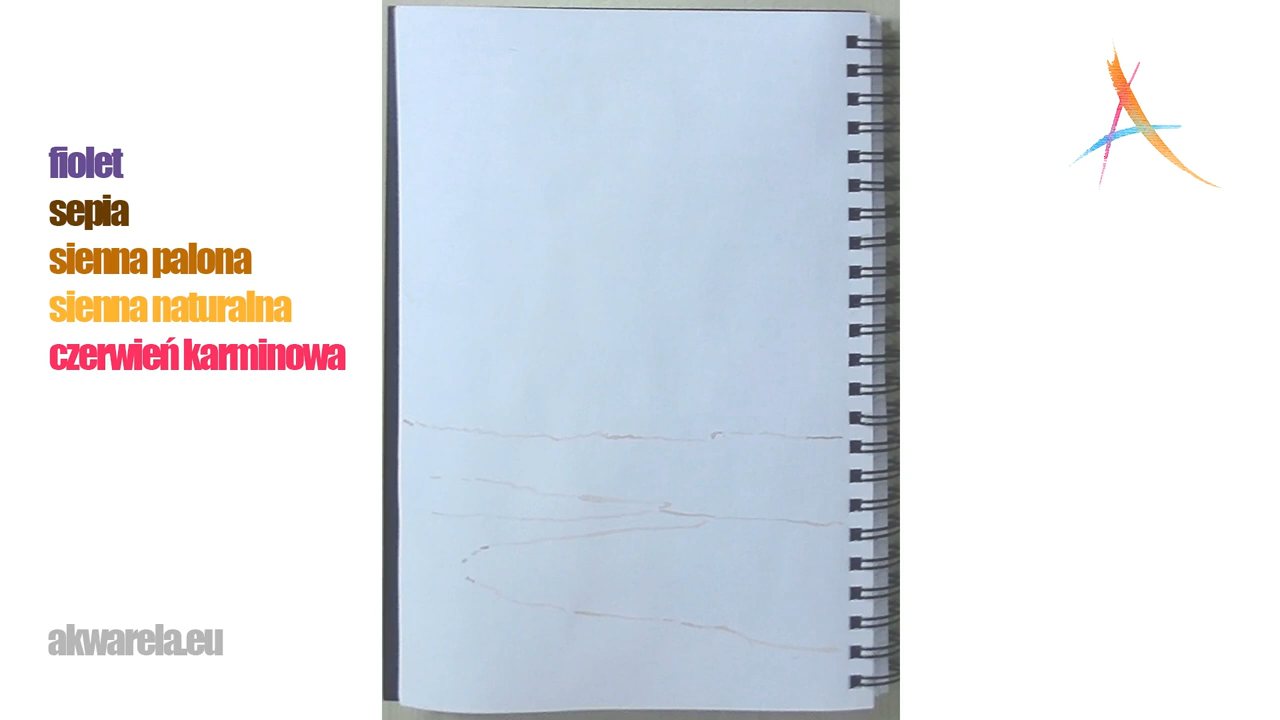 fiolet
sepia
sienna palona
sienna naturalna
czerwień karminowa
akwarela.eu